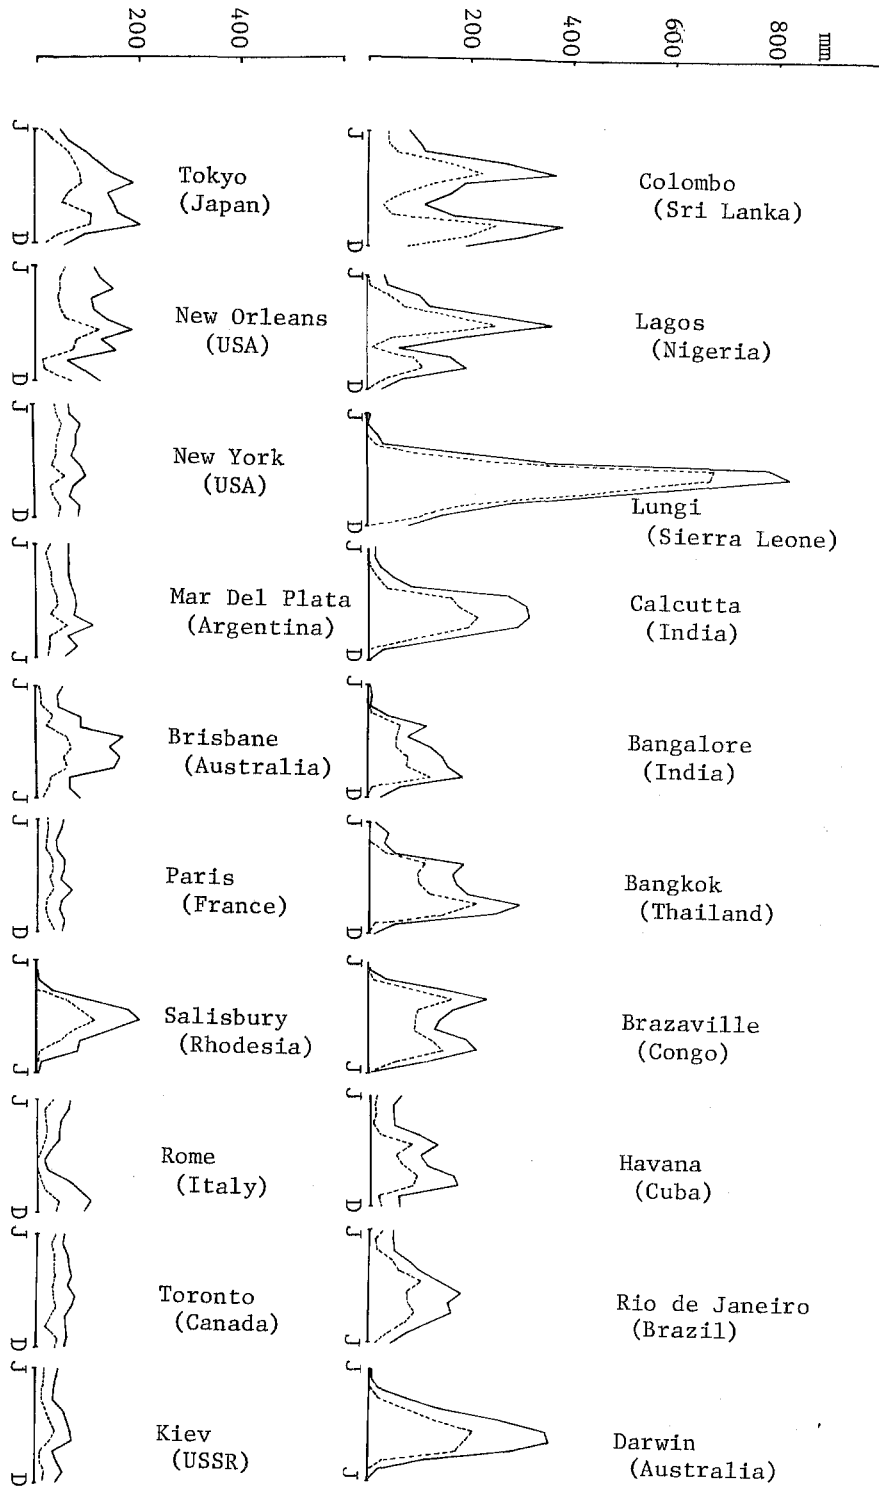 200
400
200
400
600
800
mm
J
D
Tokyo
(Japan)
J
D
Colombo
(Sri Lanka)
J
D
New Orleans
(USA)
J
D
Lagos
(Nigeria)
J
D
New York
(USA)
J
D
Lungi
(Sierra Leone)
J
J
Mar Del Plata
(Argentina)
J
D
Calcutta
(India)
J
J
Brisbane
(Australia)
J
D
Bangalore
(India)
J
D
Paris
(France)
J
D
Bangkok
(Thailand)
J
J
Salisbury
(Rhodesia)
J
J
Brazaville
(Congo)
J
D
Rome
(Italy)
J
D
Havana
(Cuba)
J
D
Toronto
(Canada)
J
J
Rio de Janeiro
(Brazil)
J
D
Kiev
(USSR)
J
J
Darwin
(Australia)